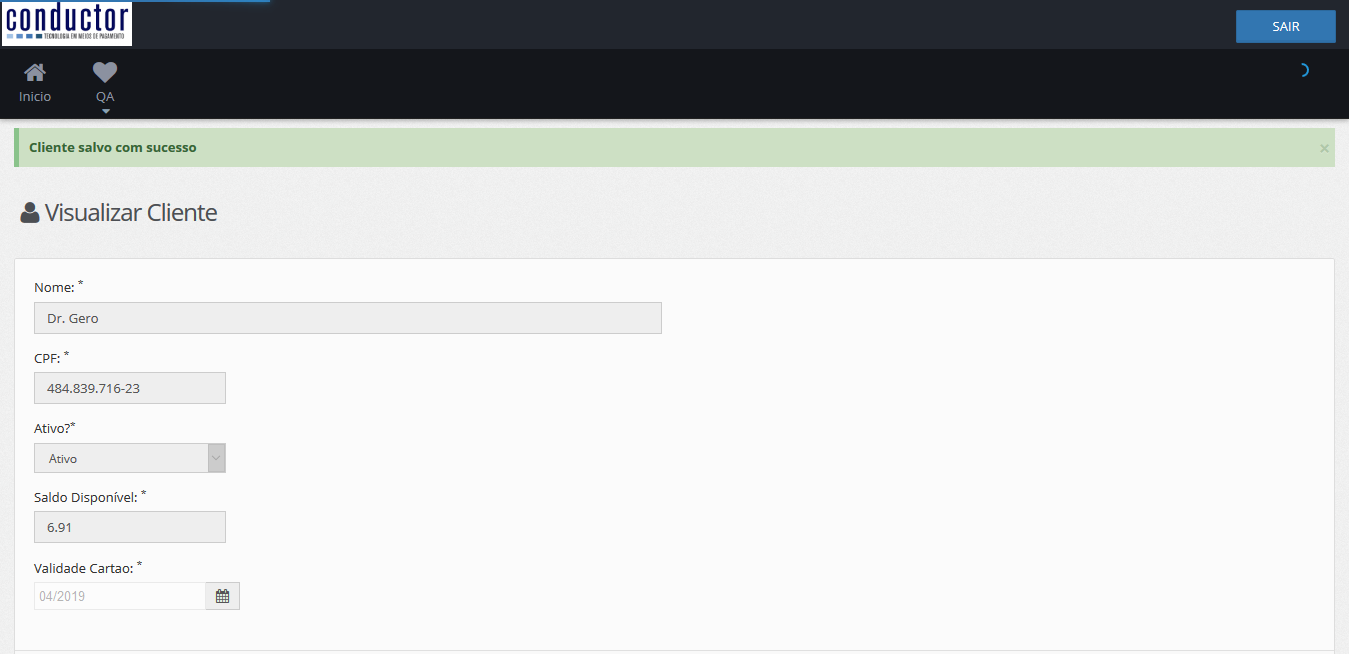 conductor
TECNOLOGIA EM MEIOS DE PAGAMENTO
SAIR
Inicio
QA
Cliente salvo com sucesso
×
Visualizar Cliente
Nome: *
Dr. Gero
CPF: *
484.839.716-23
Ativo?*
Ativo
Saldo Disponível: *
6.91
Validade Cartao: *
04/2019